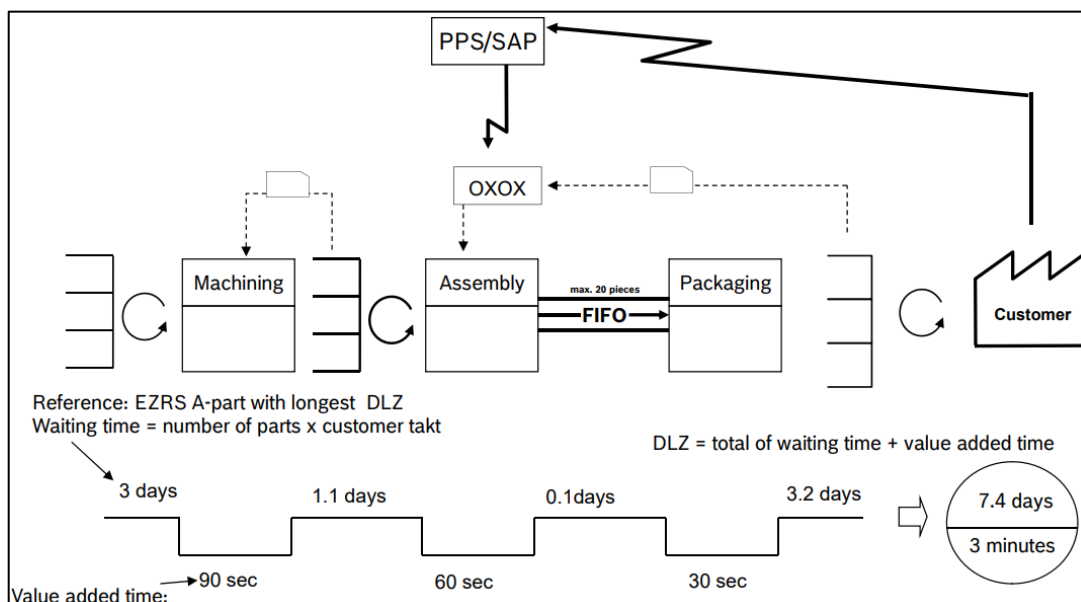 PPS/SAP
OXOX
Machining
Assembly
max. 20 pieces
FIFO
Packaging
Customer
Reference: EZRS A-part with longest DLZ
Waiting time = number of parts x customer takt
DLZ = total of waiting time + value added time
3 days
1.1 days
0.1days
3.2 days
7.4 days
3 minutes
90 sec
60 sec
30 sec
Value added time: